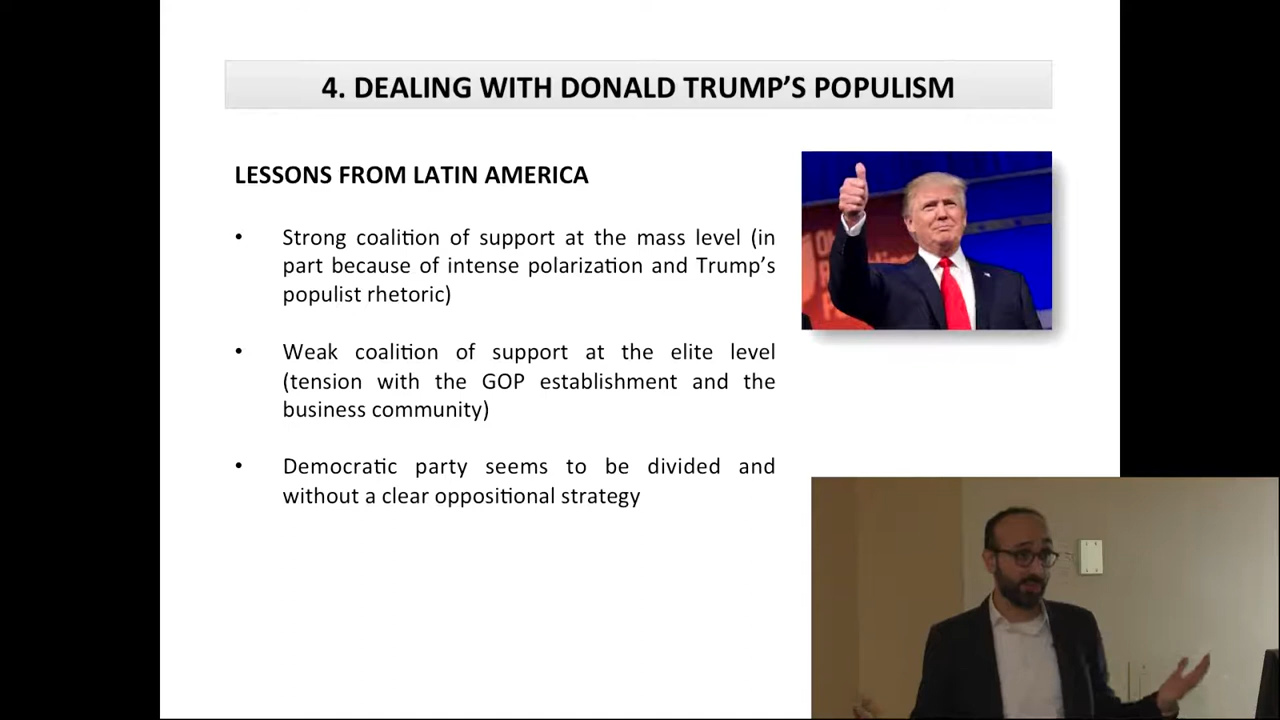 4. DEALING WITH DONALD TRUMP’S POPULISM
LESSONS FROM LATIN AMERICA
• Strong coalition of support at the mass level (in
part because of intense polarization and Trump’s
populist rhetoric)
• Weak coalition of support at the elite level
(tension with the GOP establishment and the
business community)
• Democratic party seems to be divided and
without a clear oppositional strategy